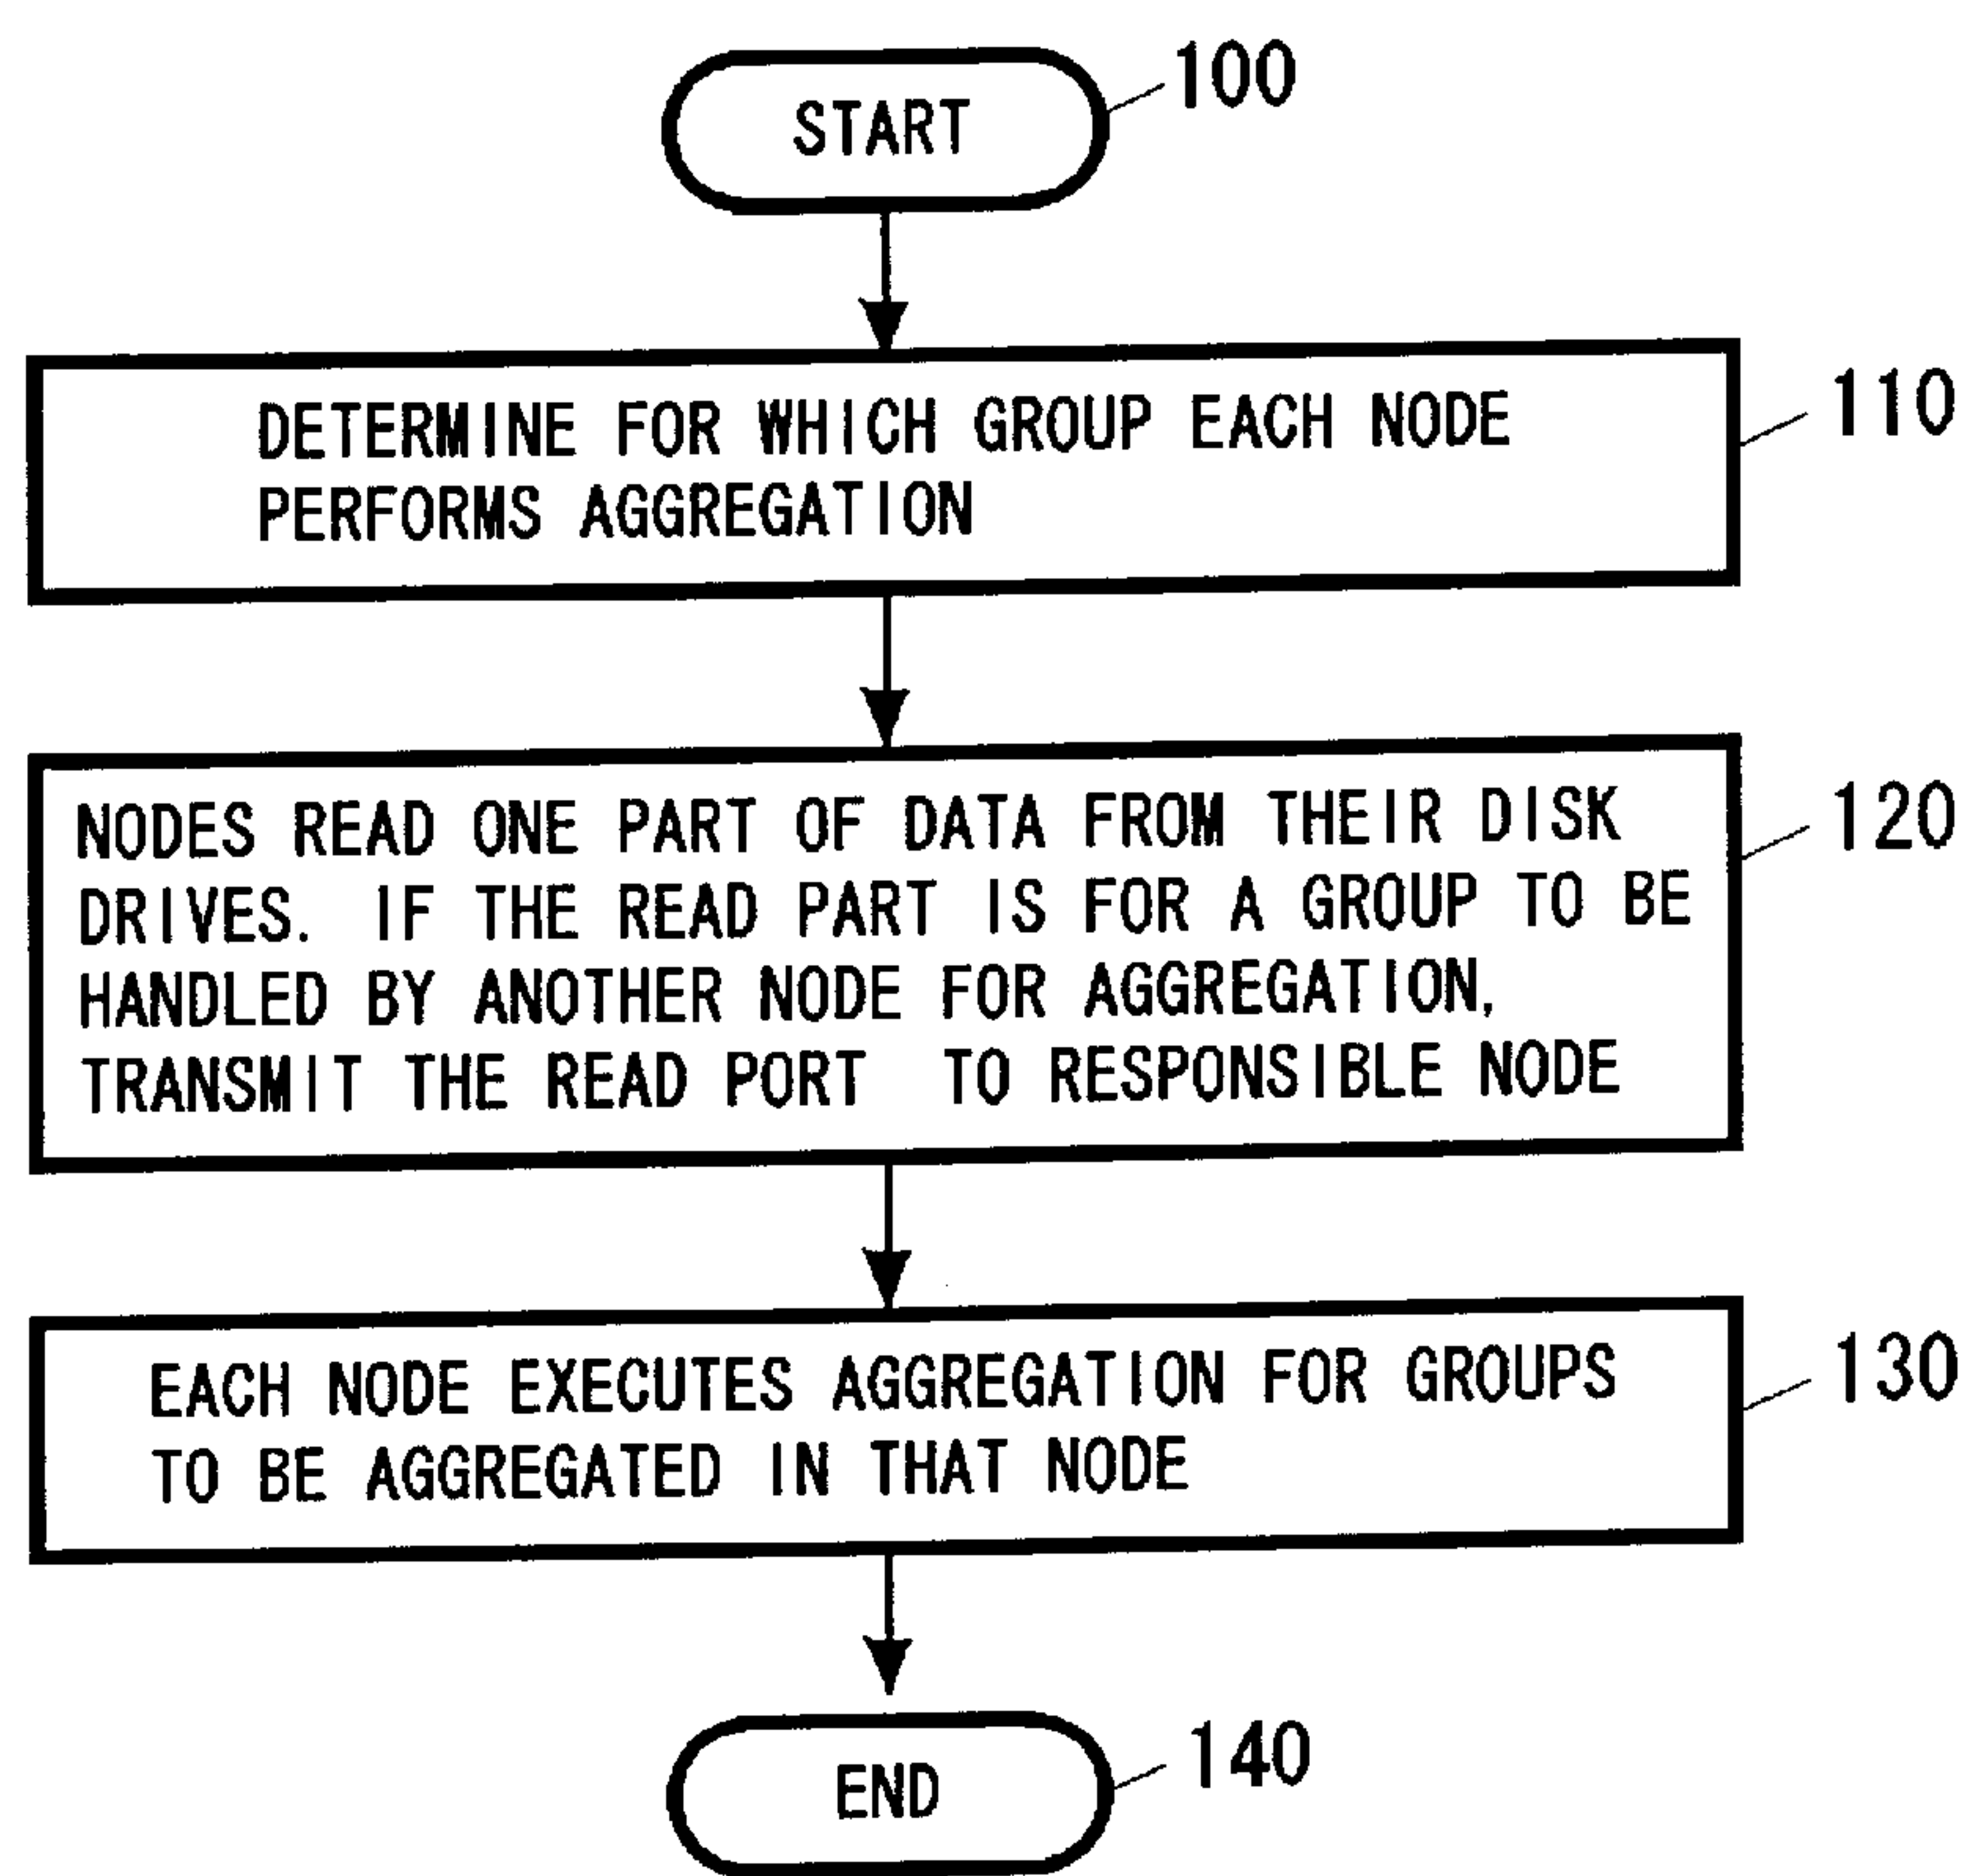 START
100
DETERMINE FOR WHICH GROUP EACH NODE
PERFORMS AGGREGATION
110
NODES READ ONE PART OF DATA FROM THEIR DISK
DRIVES. IF THE READ PART IS FOR A GROUP TO BE
HANDLED BY ANOTHER NODE FOR AGGREGATION,
TRANSMIT THE READ PORT TO RESPONSIBLE NODE
120
EACH NODE EXECUTES AGGREGATION FOR GROUPS
TO BE AGGREGATED IN THAT NODE
130
END
140